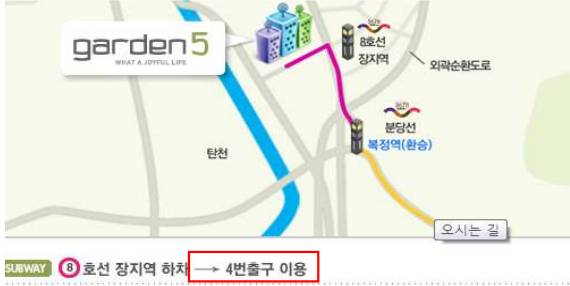 garden5
WHAT A JOYFUL LIFE
8호선
장지역
외곽순환도로
분당선
복정역(환승)
탄천
오시는 길
SUBWAY 8 호선 장지역 하차 → 4번출구 이용